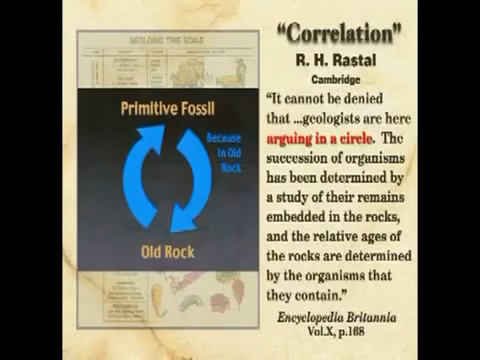 "Correlation"
R. H. Rastal
Cambridge
GEOLOGIC TIME SCALE
Primitive Fossil
Because
in Old
Rock
Old Rock
"It cannot be denied
that ...geologists are here
arguing in a circle. The
succession of organisms
has been determined by
a study of their remains
embedded in the rocks,
and the relative ages of
the rocks are determined
by the organisms that
they contain."
Encyclopedia Britannia
Vol.X, p.168